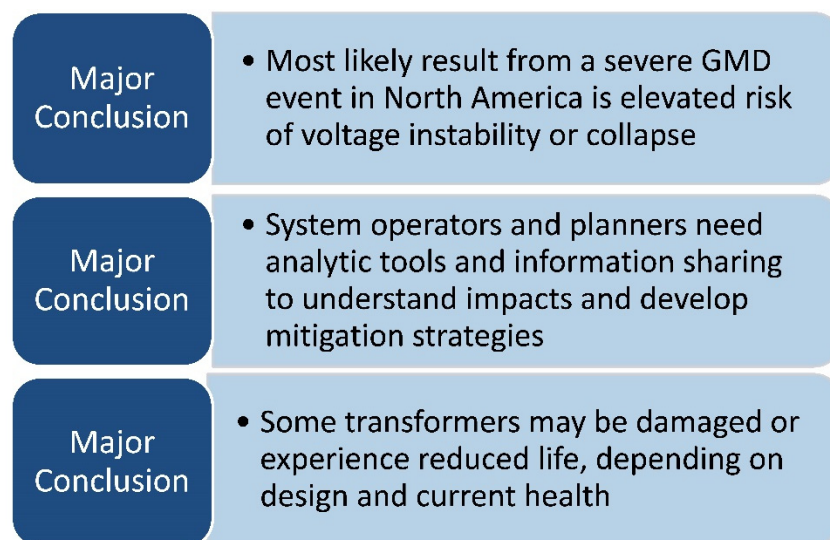 Major
Conclusion
• Most likely result from a severe GMD
event in North America is elevated risk
of voltage instability or collapse
Major
Conclusion
• System operators and planners need
analytic tools and information sharing
to understand impacts and develop
mitigation strategies
Major
Conclusion
• Some transformers may be damaged or
experience reduced life, depending on
design and current health